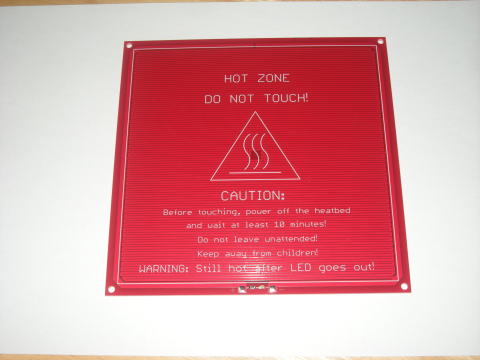 HOT ZONE
DO NOT TOUCH!
CAUTION:
Before touching, power off the heatbed
and wait at least 10 minutes!
Do not leave unattended!
Keep away from children!
WARNING: Still hot after LED goes out!